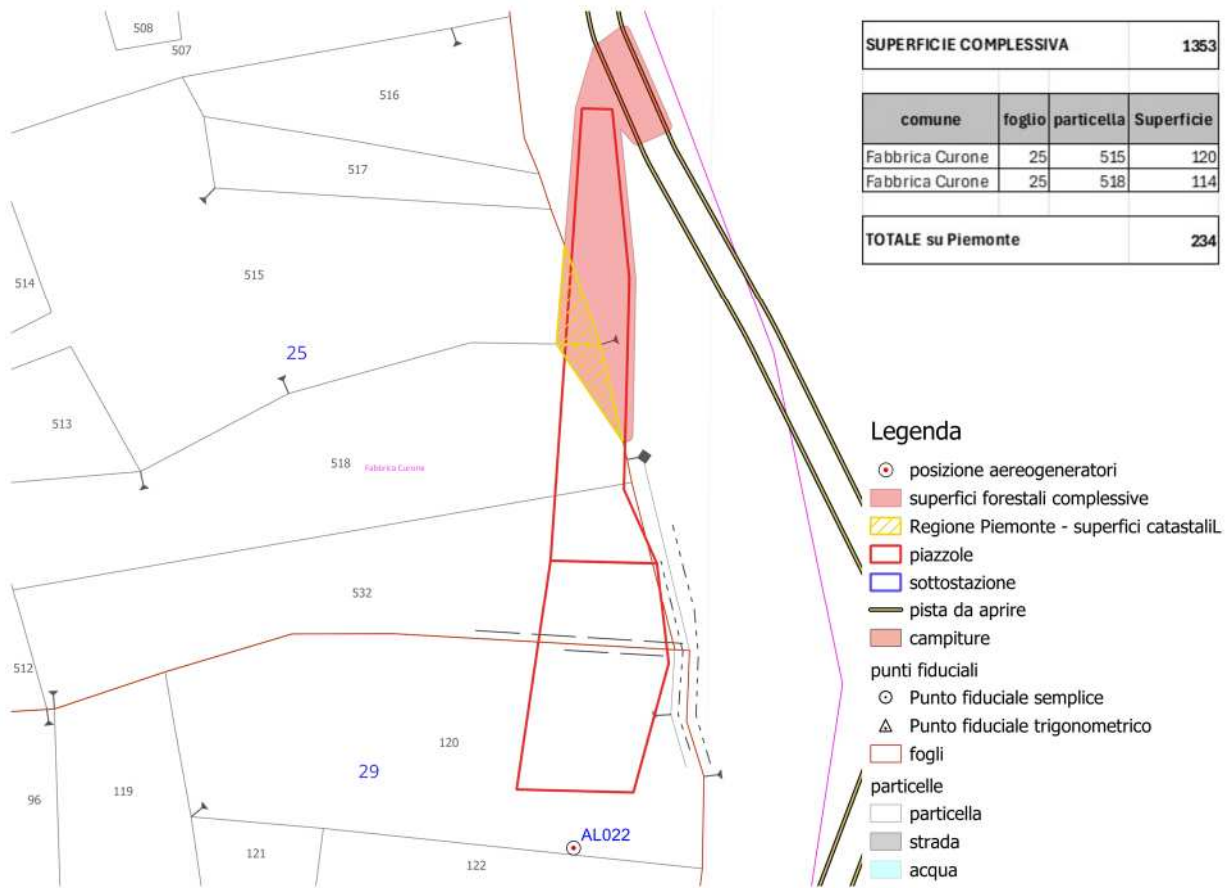 508
507
516
517
515
514
25
513
518
Fabbrica Curone
532
512
120
29
119
96
121
122
AL022
SUPERFICIE COMPLESSIVA 1353
comune foglio particella Superficie
Fabbrica Curone 25 515 120
Fabbrica Curone 25 518 114
TOTALE su Piemonte 234
Legenda
posizione aereogeneratori
superfici forestali complessive
Regione Piemonte - superfici catastaliL
piazzole
sottostazione
pista da aprire
campiture
punti fiduciali
Punto fiduciale semplice
Punto fiduciale trigonometrico
fogli
particelle
particella
strada
acqua